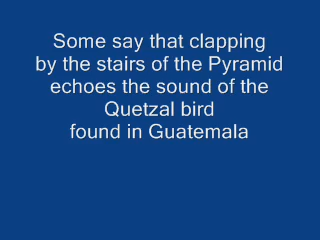 Some say that clapping
by the stairs of the Pyramid
echoes the sound of the
Quetzal bird
found in Guatemala